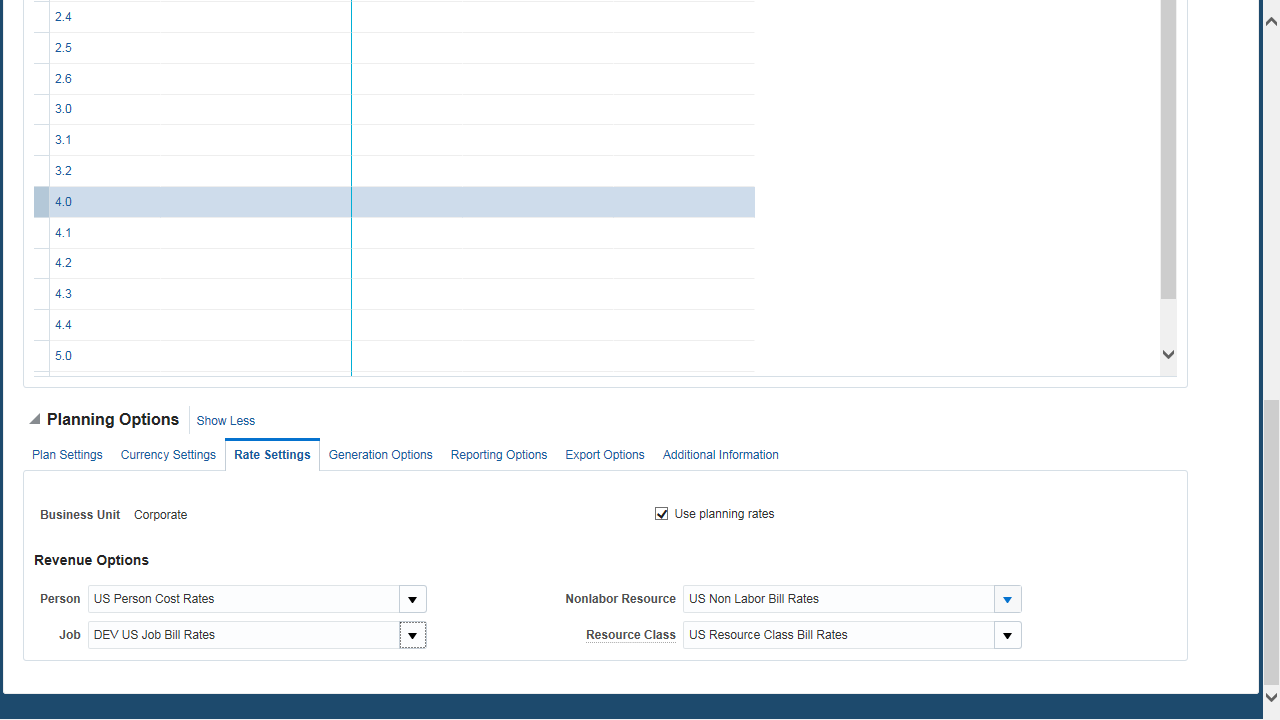 2.4
2.5
2.6
3.0
3.1
3.2
4.0
4.1
4.2
4.3
4.4
5.0
Planning Options Show Less
Plan Settings Currency Settings Rate Settings Generation Options Reporting Options Export Options Additional Information
Business Unit Corporate Use planning rates
Revenue Options
Person US Person Cost Rates Nonlabor Resource US Non Labor Bill Rates
Job DEV US Job Bill Rates Resource Class US Resource Class Bill Rates